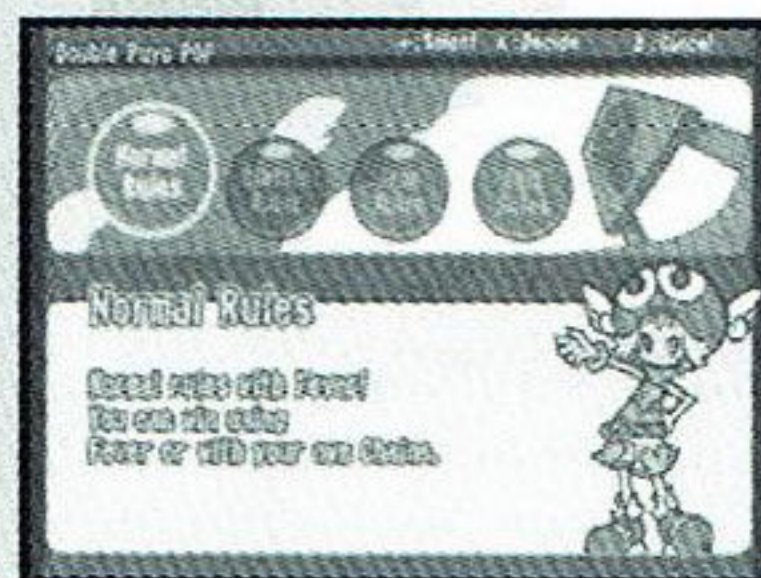 Double Puyo POP
+:Select A:Decide B:Cancel
Normal
Rules
Normal Rules
Normal rules with Fever!
You can win using
Fever or with your own Chains.